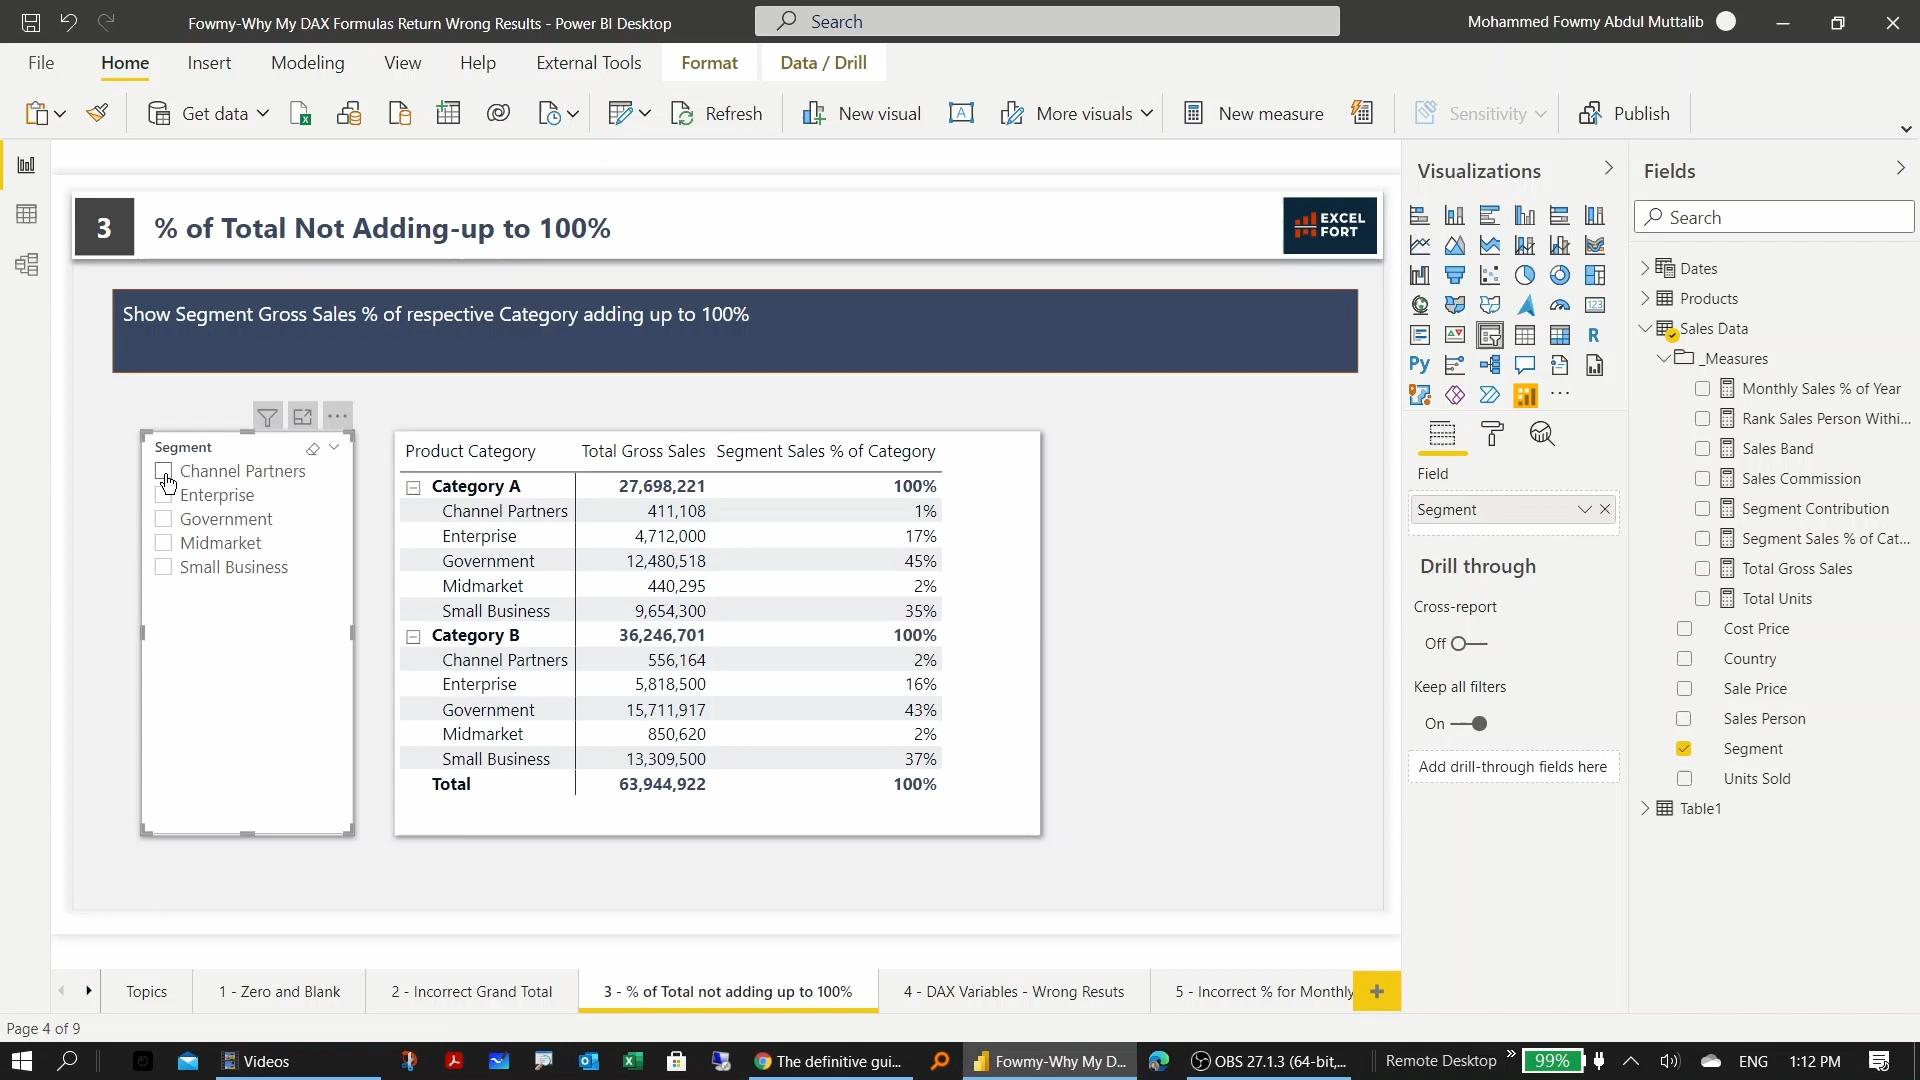 Fowmy-Why My DAX Formulas Return Wrong Results - Power BI Desktop
Search
Mohammed Fowmy Abdul Muttalib
File Home Insert Modeling View Help External Tools Format Data / Drill
Get data Refresh New visual A More visuals New measure Sensitivity Publish
3 % of Total Not Adding-up to 100%
EXCEL
FORT
Show Segment Gross Sales % of respective Category adding up to 100%
Segment
Channel Partners
Enterprise
Government
Midmarket
Small Business
Product Category Total Gross Sales Segment Sales % of Category
Category A 27,698,221 100%
Channel Partners 411,108 1%
Enterprise 4,712,000 17%
Government 12,480,518 45%
Midmarket 440,295 2%
Small Business 9,654,300 35%
Category B 36,246,701 100%
Channel Partners 556,164 2%
Enterprise 5,818,500 16%
Government 15,711,917 43%
Midmarket 850,620 2%
Small Business 13,309,500 37%
Total 63,944,922 100%
Visualizations
123
R
Py
Field
Segment
Drill through
Cross-report
Off
Keep all filters
On
Add drill-through fields here
Fields
Search
Dates
Products
Sales Data
_Measures
Monthly Sales % of Year
Rank Sales Person Withi...
Sales Band
Sales Commission
Segment Contribution
Segment Sales % of Cat...
Total Gross Sales
Total Units
Cost Price
Country
Sale Price
Sales Person
Segment
Units Sold
Table1
Topics 1 - Zero and Blank 2 - Incorrect Grand Total 3 - % of Total not adding up to 100% 4 - DAX Variables - Wrong Resuts 5 - Incorrect % for Monthly +
Page 4 of 9
Videos The definitive gui... Fowmy-Why My D... OBS 27.1.3 (64-bit,... Remote Desktop » 99% ENG 1:12 PM